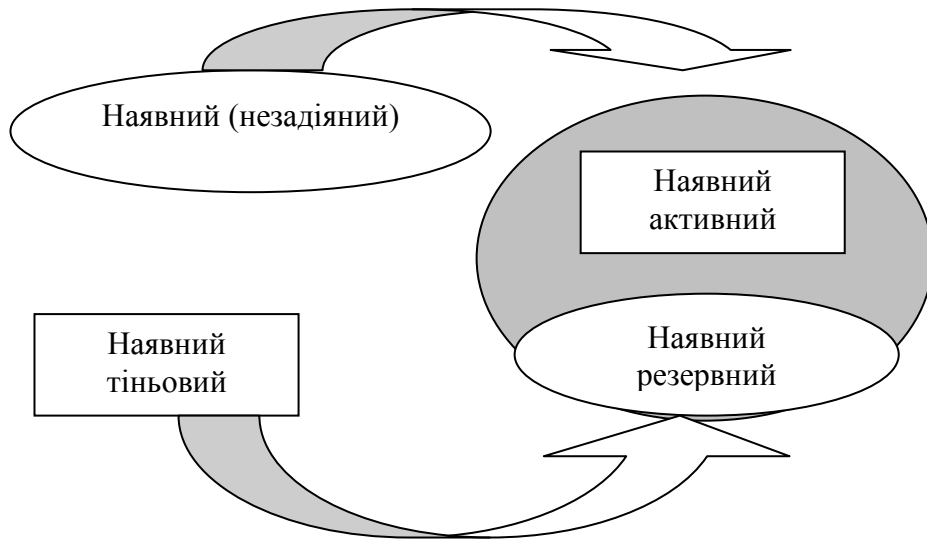 Наявний (незадіяний)
Наявний
активний
Наявний
тіньовий
Наявний
резервний